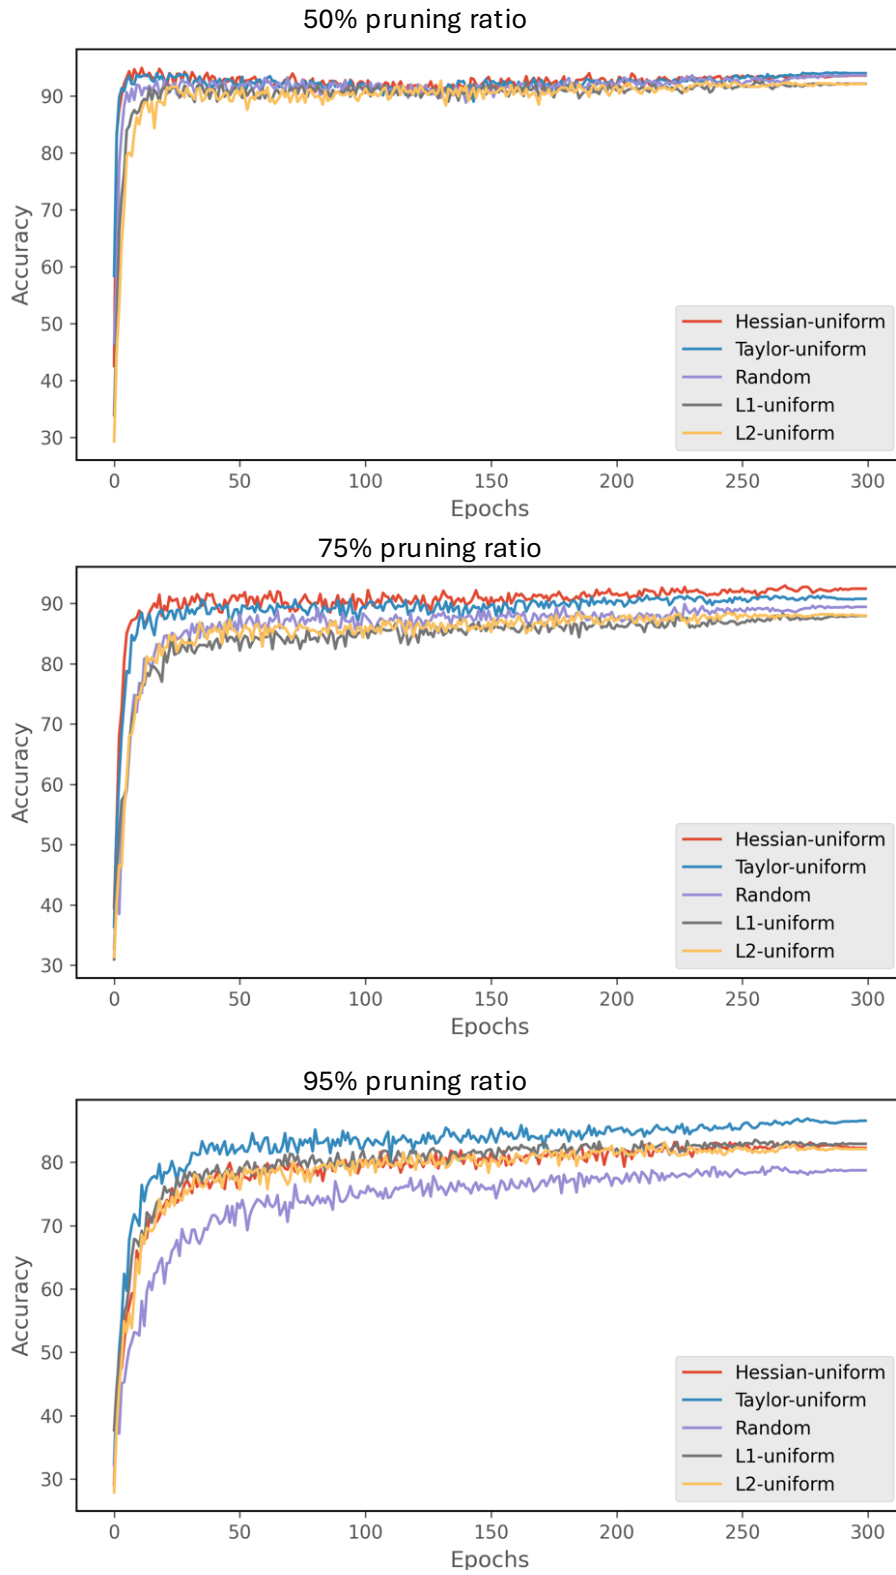 50% pruning ratio
90
80
70
60
50
40
30
Accuracy
Hessian-uniform
Taylor-uniform
Random
L1-uniform
L2-uniform
0 50 100 150 200 250 300
Epochs
75% pruning ratio
90
80
70
60
50
40
30
Accuracy
Hessian-uniform
Taylor-uniform
Random
L1-uniform
L2-uniform
0 50 100 150 200 250 300
Epochs
95% pruning ratio
80
70
60
50
40
30
Accuracy
Hessian-uniform
Taylor-uniform
Random
L1-uniform
L2-uniform
0 50 100 150 200 250 300
Epochs